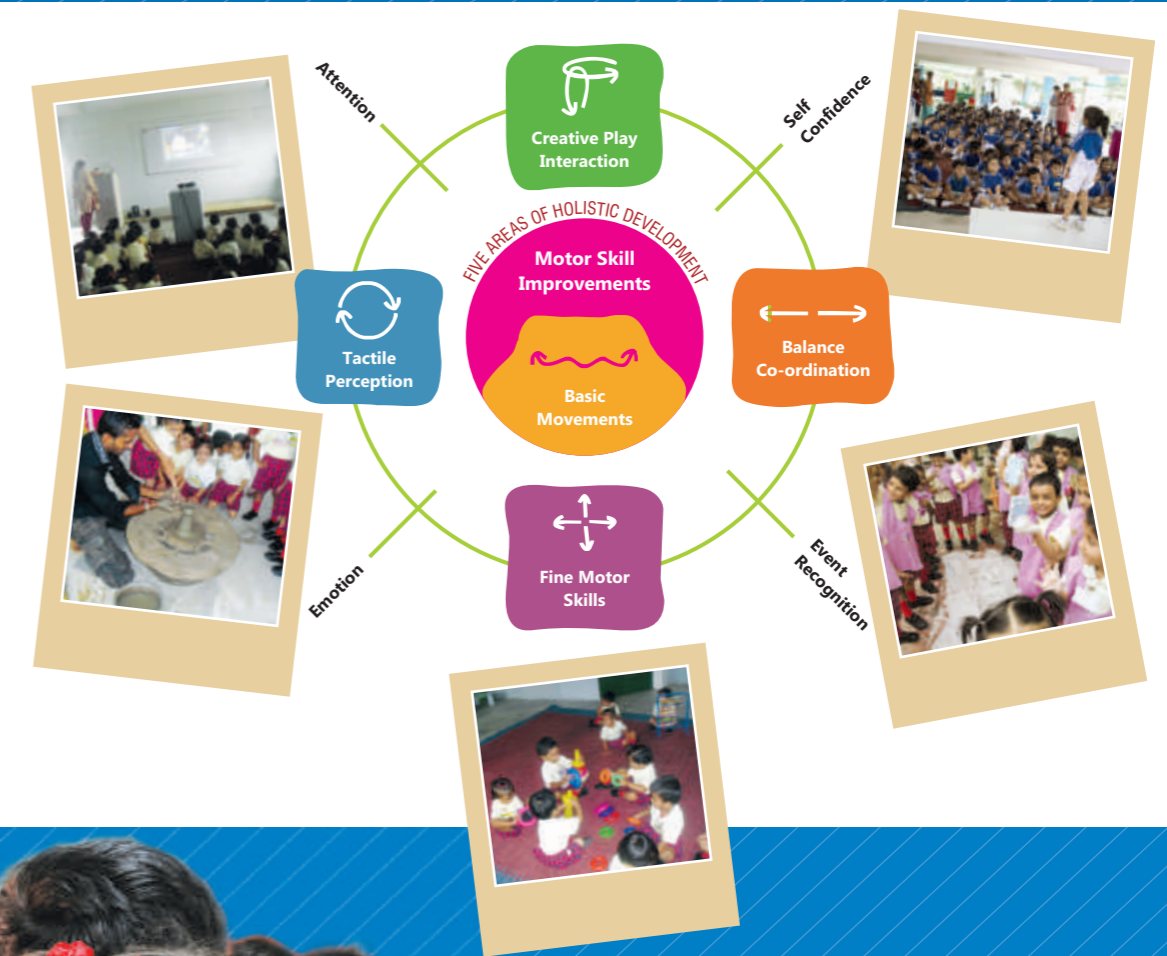 Attention
Self
Confidence
Creative Play
Interaction
FIVE AREAS OF HOLISTIC DEVELOPMENT
Motor Skill
Improvements
Tactile
Perception
Balance
Co-ordination
Basic
Movements
Emotion
Fine Motor
Skills
Event
Recognition